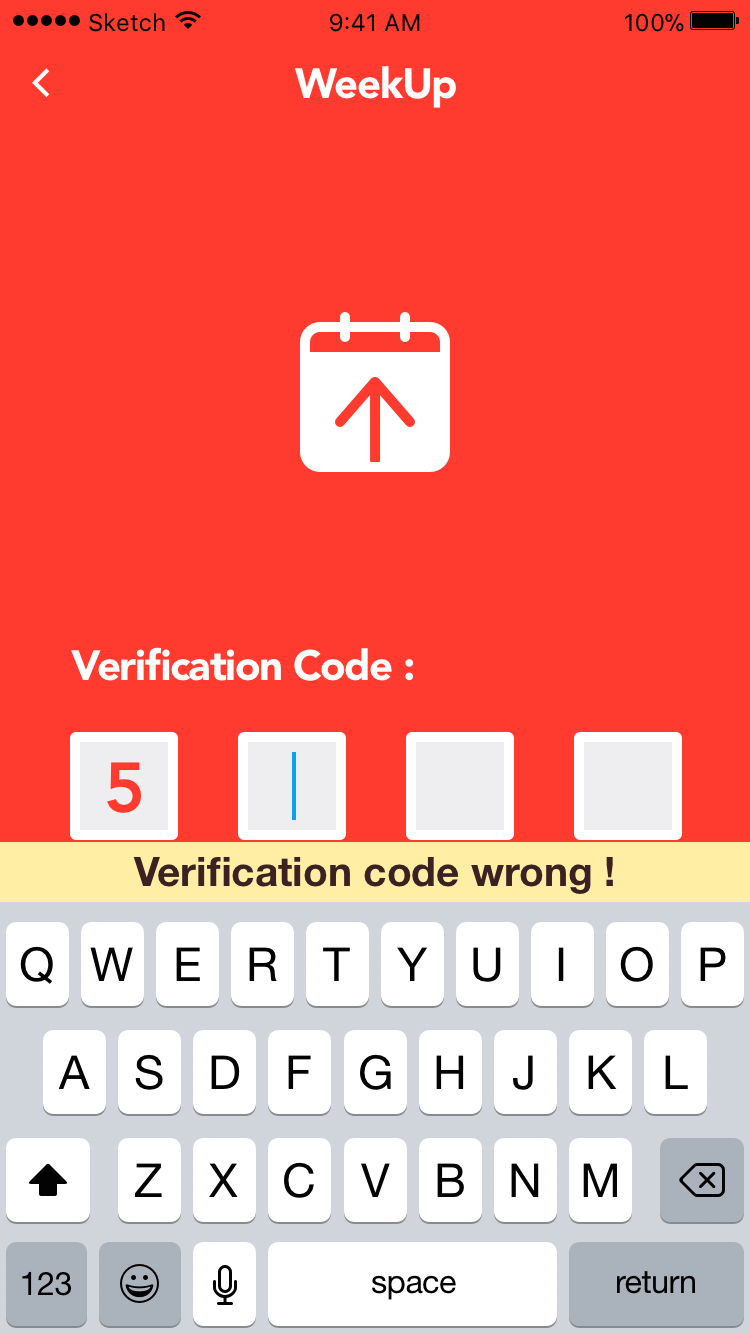 Sketch 9:41 AM 100%
WeekUp
Verification Code :
5
Verification code wrong !
Q W E R T Y U I O P
A S D F G H J K L
Z X C V B N M
123 space return